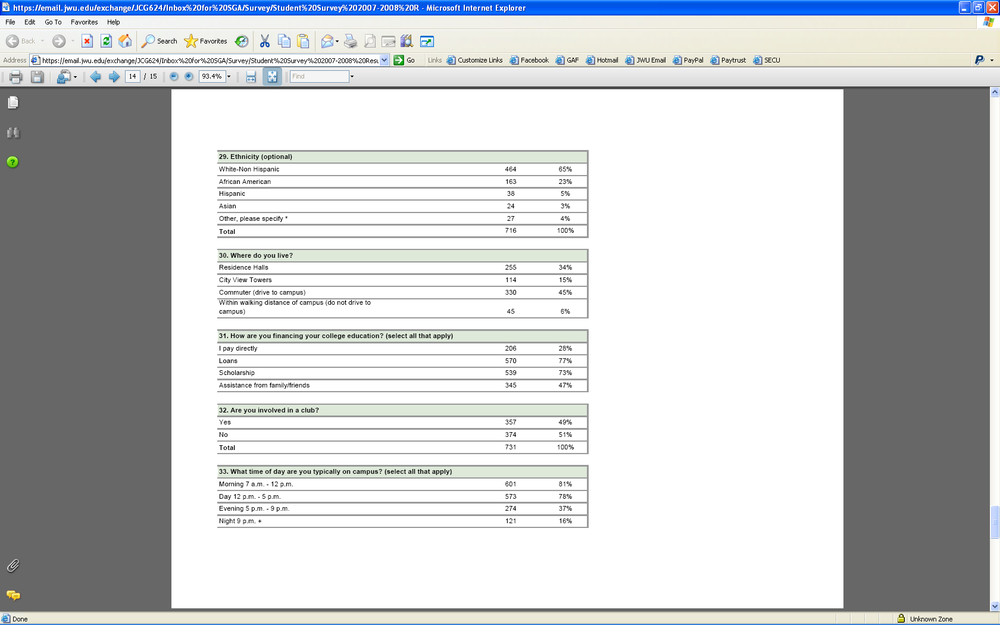 https://email.jwu.edu/exchange/JCG624/Inbox%20for%20SGA/Survey/Student%20Survey%202007-2008%20R - Microsoft Internet Explorer
File Edit Go To Favorites Help
Back Search Favorites
Address https://email.jwu.edu/exchange/JCG624/Inbox%20for%20SGA/Survey/Student%20Survey%202007-2008%20Resu Go Links Customize Links Facebook GAF Hotmail JWU Email PayPal Paytrust SECU
14 / 15 93.4% Find
29. Ethnicity (optional)
White-Non Hispanic 464 65%
African American 163 23%
Hispanic 38 5%
Asian 24 3%
Other, please specify * 27 4%
Total 716 100%
30. Where do you live?
Residence Halls 255 34%
City View Towers 114 15%
Commuter (drive to campus) 330 45%
Within walking distance of campus (do not drive to
campus) 45 6%
31. How are you financing your college education? (select all that apply)
I pay directly 206 28%
Loans 570 77%
Scholarship 539 73%
Assistance from family/friends 345 47%
32. Are you involved in a club?
Yes 357 49%
No 374 51%
Total 731 100%
33. What time of day are you typically on campus? (select all that apply)
Morning 7 a.m. - 12 p.m. 601 81%
Day 12 p.m. - 5 p.m. 573 78%
Evening 5 p.m. - 9 p.m. 274 37%
Night 9 p.m. + 121 16%
Done Unknown Zone